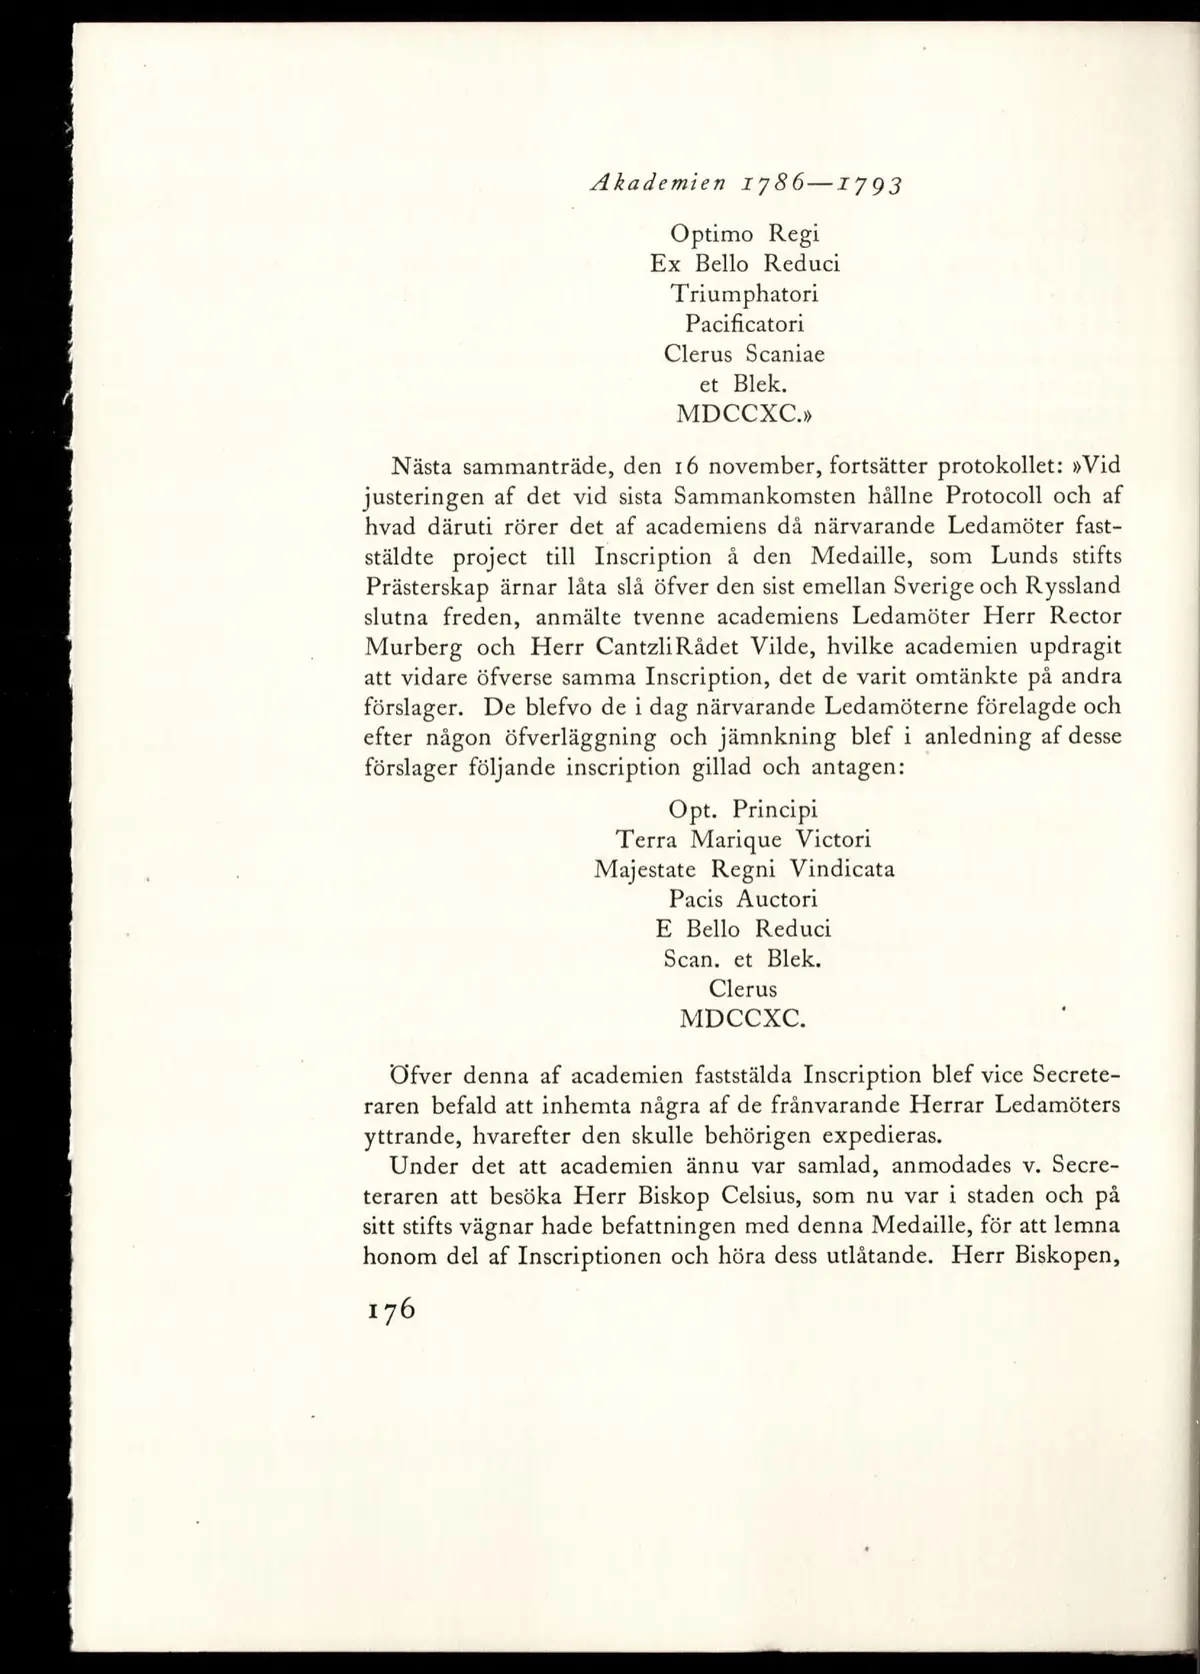 Akademien 1786—1793
Optimo Regi
Ex Bello Reduci
Triumphatori
Pacificatori
Clerus Scaniae
et Blek.
MDCCXC.»
Nästa sammanträde, den 16 november, fortsätter protokollet: »Vid
justeringen af det vid sista Sammankomsten hållne Protocoll och af
hvad däruti rörer det af academiens då närvarande Ledamöter fast-
städte project till Inscription å den Medaille, som Lunds stifts
Prästerskap ärnar låta slå öfver den sist emellan Sverige och Ryssland
slutna freden, anmälte tvenne academiens Ledamöter Herr Rector
Murberg och Herr CantzliRådet Vilde, hvilke academien updragit
att vidare öfverse samma Inscription, det de varit omtänkte på andra
förslager. De blefvo de i dag närvarande Ledamöterne förelagde och
efter någon öfverläggning och jämnkning blef i anledning af desse
förslager följande inscription gillad och antagen:
Opt. Principi
Terra Marique Victori
Majestate Regni Vindicata
Pacis Auctori
E Bello Reduci
Scan. et Blek.
Clerus
MDCCXC.
Öfver denna af academien faststälda Inscription blef vice Secrete-
raren befald att inhemta några af de frånvarande Herrar Ledamöters
yttrande, hvarefter den skulle behörigen expedieras.
Under det att academien ännu var samlad, anmodades v. Secre-
teraren att besöka Herr Biskop Celsius, som nu var i staden och på
sitt stifts vägnar hade befattningen med denna Medaille, för att lemna
honom del af Inscriptionen och höra dess utlåtande. Herr Biskopen,
176